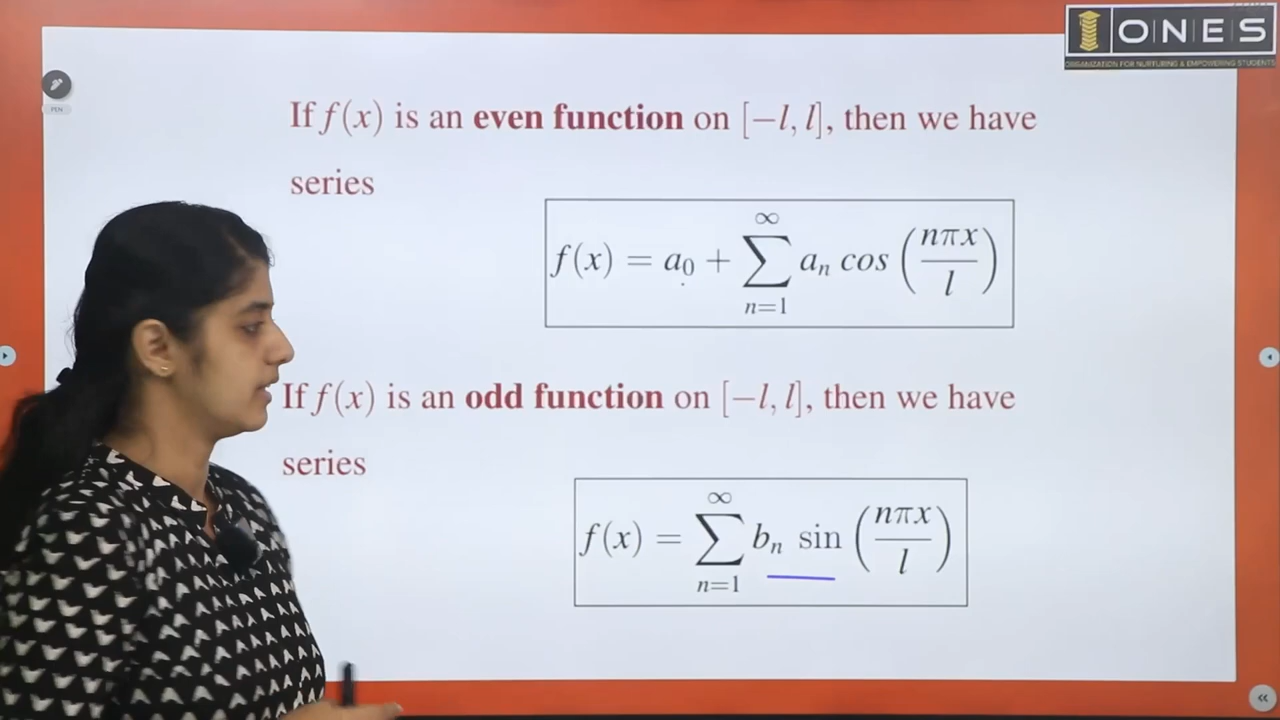 ONES
ORGANIZATION FOR NURTURING & EMPOWERING STUDENTS
PEN
If f(x) is an even function on [−l, l], then we have
series
f(x) = a₀ + ∑_{n=1}^{∞} aₙ cos (nπx/l)
If f(x) is an odd function on [−l, l], then we have
series
f(x) = ∑_{n=1}^{∞} bₙ sin (nπx/l)